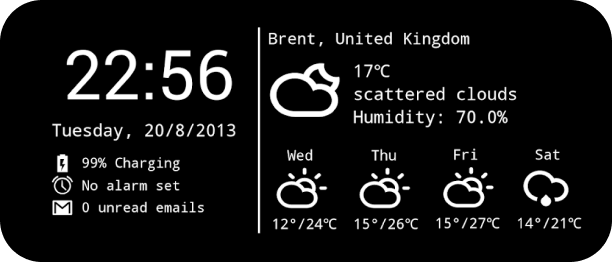 22:56
Tuesday, 20/8/2013
99% Charging
No alarm set
0 unread emails
Brent, United Kingdom
17℃
scattered clouds
Humidity: 70.0%
Wed Thu Fri Sat
12°/24℃ 15°/26℃ 15°/27℃ 14°/21℃